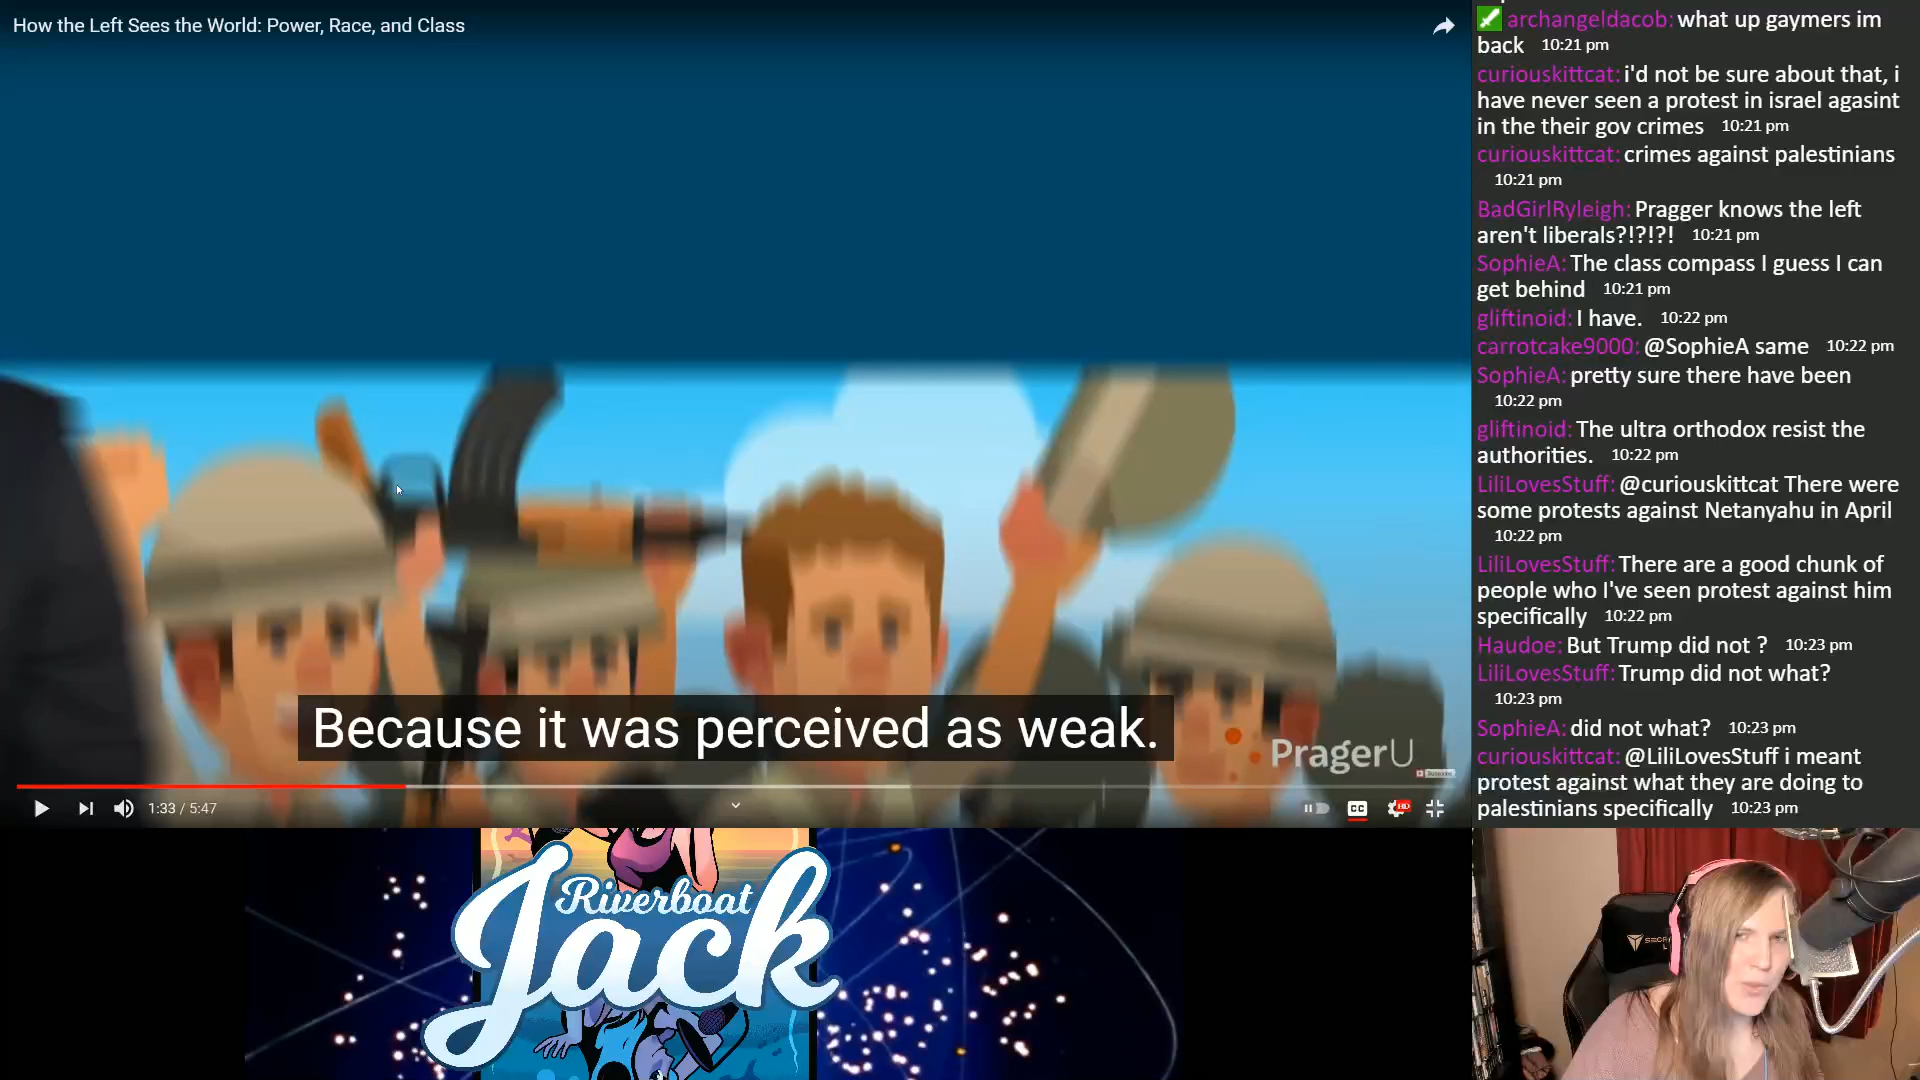 How the Left Sees the World: Power, Race, and Class
archangeldacob: what up gaymers im
back 10:21 pm
curiouskittcat: i'd not be sure about that, i
have never seen a protest in israel agasint
in the their gov crimes 10:21 pm
curiouskittcat: crimes against palestinians
10:21 pm
BadGirlRyleigh: Pragger knows the left
aren't liberals?!?!?! 10:21 pm
SophieA: The class compass I guess I can
get behind 10:21 pm
gliftinoid: I have. 10:22 pm
carrotcake9000: @SophieA same 10:22 pm
SophieA: pretty sure there have been
10:22 pm
gliftinoid: The ultra orthodox resist the
authorities. 10:22 pm
LiliLovesStuff: @curiouskittcat There were
some protests against Netanyahu in April
10:22 pm
LiliLovesStuff: There are a good chunk of
people who I've seen protest against him
specifically 10:22 pm
Haudoe: But Trump did not ? 10:23 pm
LiliLovesStuff: Trump did not what?
10:23 pm
SophieA: did not what? 10:23 pm
curiouskittcat: @LiliLovesStuff i meant
protest against what they are doing to
palestinians specifically 10:23 pm
Because it was perceived as weak.
PragerU
Subscribe
1:33 / 5:47
CC
HD
Riverboat
Jack